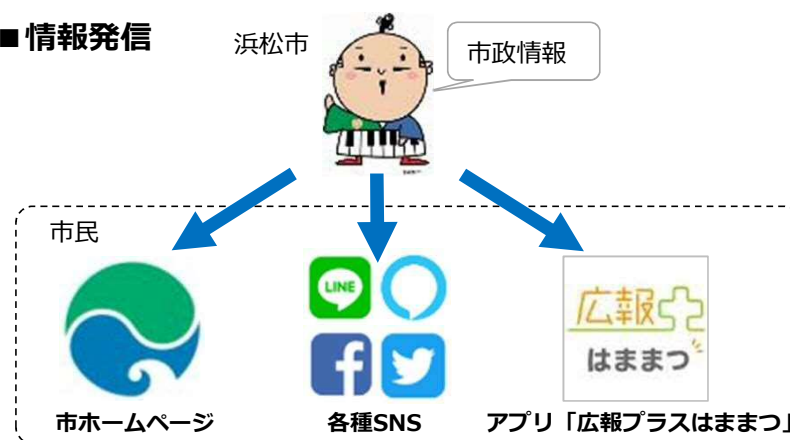 ■情報発信
浜松市
市政情報
市民
LINE
広報
はままつ
市ホームページ
各種SNS
アプリ「広報プラスはままつ」